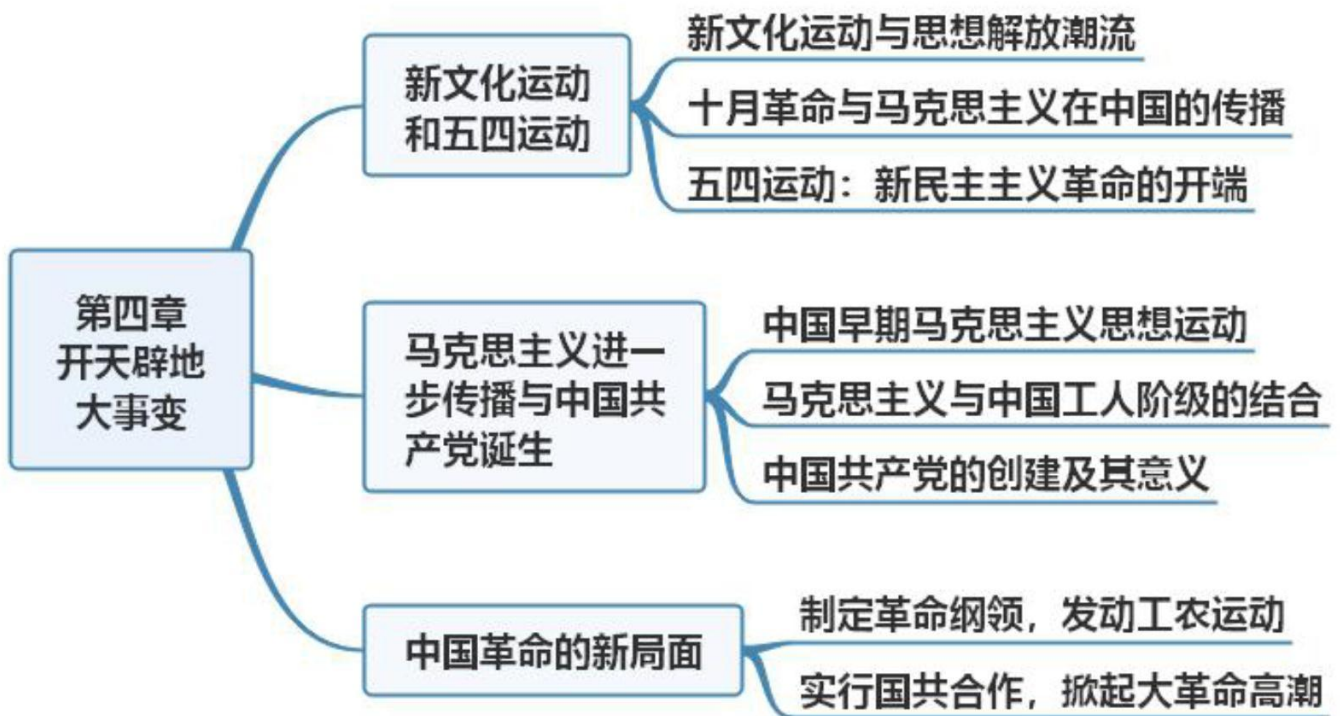 第四章
开天辟地
大事变
新文化运动
和五四运动
新文化运动与思想解放潮流
十月革命与马克思主义在中国的传播
五四运动：新民主主义革命的开端
马克思主义进一
步传播与中国共
产党诞生
中国早期马克思主义思想运动
马克思主义与中国工人阶级的结合
中国共产党的创建及其意义
中国革命的新局面
制定革命纲领，发动工农运动
实行国共合作，掀起大革命高潮